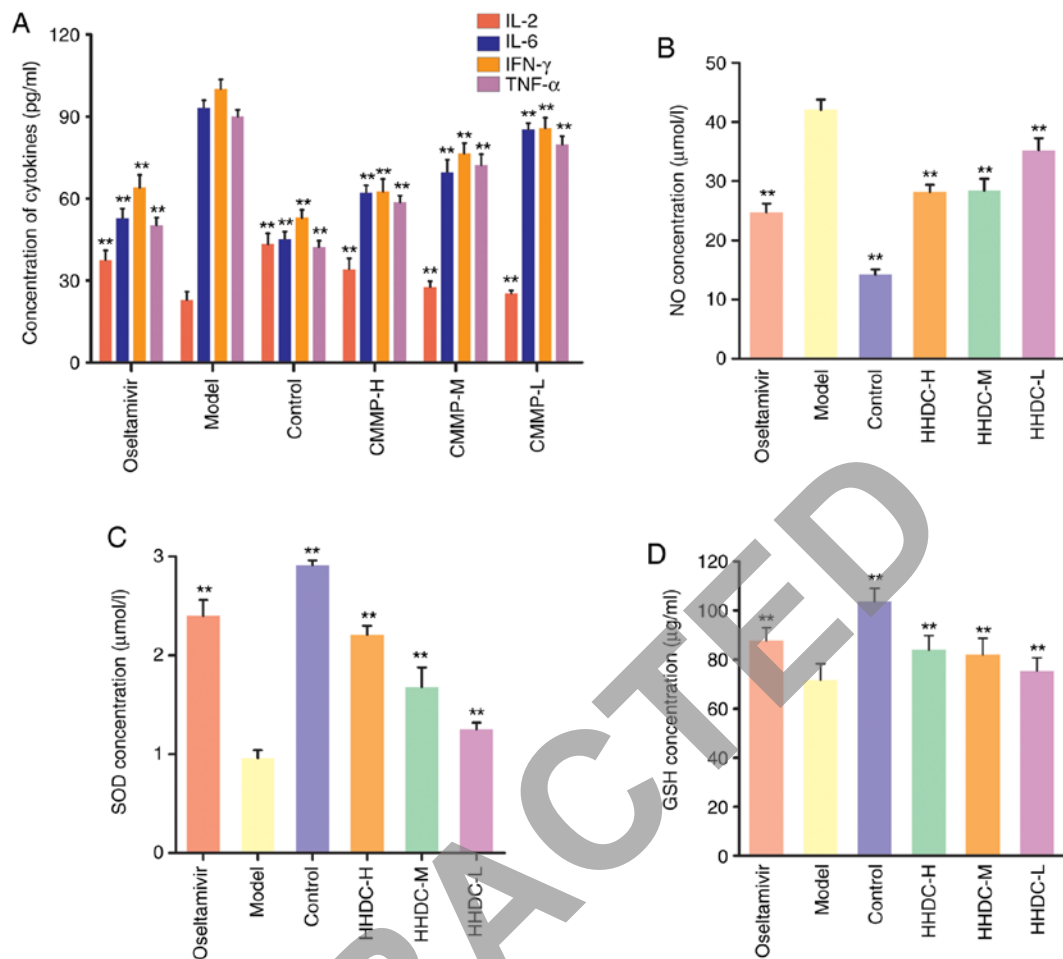 A
IL-2
IL-6
IFN-γ
TNF-α
Concentration of cytokines (pg/ml)
120
90
60
30
0
** ** ** **
** ** ** **
** ** ** **
** ** ** **
** ** ** **
Oseltamivir
Model
Control
CMMP-H
CMMP-M
CMMP-L
B
NO concentration (μmol/l)
50
40
30
20
10
0
** ** ** ** **
Oseltamivir
Model
Control
HHDC-H
HHDC-M
HHDC-L
C
SOD concentration (μmol/l)
3
2
1
0
** ** ** ** **
Oseltamivir
Model
Control
HHDC-H
HHDC-M
HHDC-L
D
GSH concentration (μg/ml)
120
100
80
60
40
20
0
** ** ** ** **
Oseltamivir
Model
Control
HHDC-H
HHDC-M
HHDC-L
RACTED